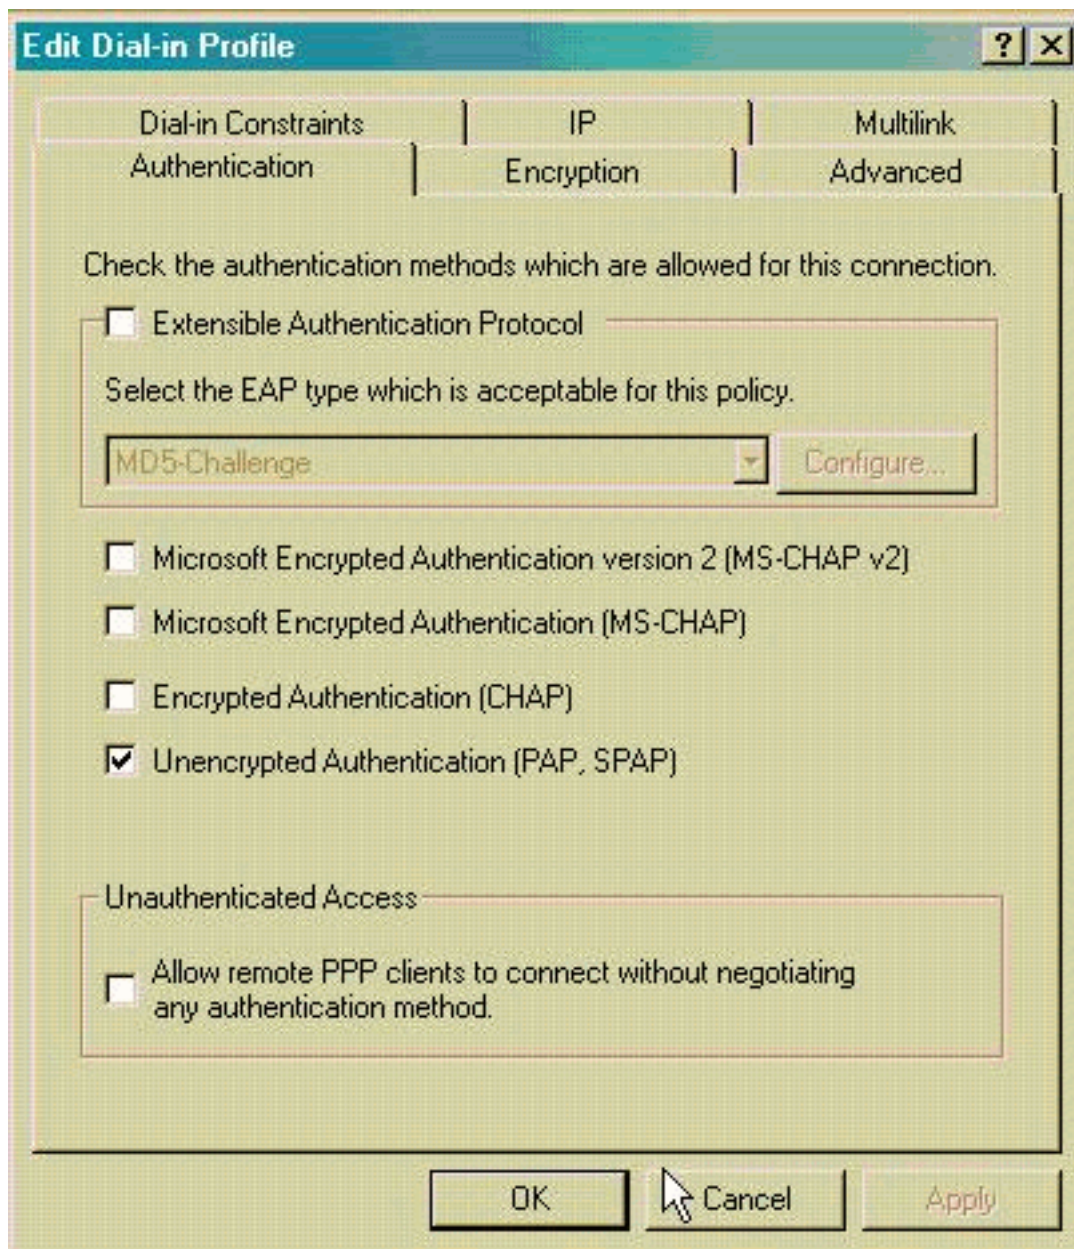 Edit Dial-in Profile
Dial-in Constraints IP Multilink
Authentication Encryption Advanced
Check the authentication methods which are allowed for this connection.
Extensible Authentication Protocol
Select the EAP type which is acceptable for this policy.
MD5-Challenge Configure...
Microsoft Encrypted Authentication version 2 (MS-CHAP v2)
Microsoft Encrypted Authentication (MS-CHAP)
Encrypted Authentication (CHAP)
Unencrypted Authentication (PAP, SPAP)
Unauthenticated Access
Allow remote PPP clients to connect without negotiating
any authentication method.
OK Cancel Apply